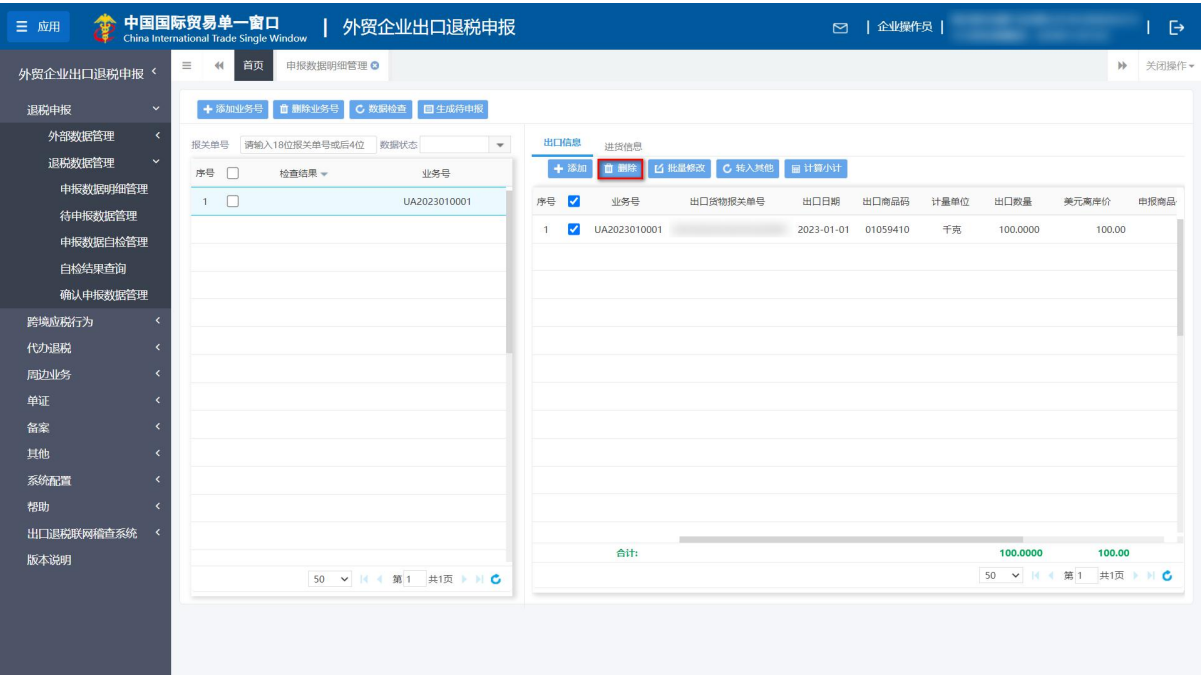 应用
中国国际贸易单一窗口
China International Trade Single Window
外贸企业出口退税申报
企业操作员
外贸企业出口退税申报
首页
申报数据明细管理
关闭操作
退税申报
外部数据管理
退税数据管理
申报数据明细管理
待申报数据管理
申报数据自检管理
自检结果查询
确认申报数据管理
跨境应税行为
代办退税
周边业务
单证
备案
其他
系统配置
帮助
出口退税联网稽查系统
版本说明
添加业务号 删除业务号 数据检查 生成待申报
报关单号 请输入18位报关单号或后4位 数据状态
序号 检查结果 业务号
1 UA2023010001
50 第 1 共1页
出口信息 进货信息
添加 删除 批量修改 转入其他 计算小计
序号 业务号 出口货物报关单号 出口日期 出口商品码 计量单位 出口数量 美元离岸价 申报商品
1 UA2023010001 2023-01-01 01059410 千克 100.0000 100.00
合计: 100.0000 100.00
50 第 1 共1页